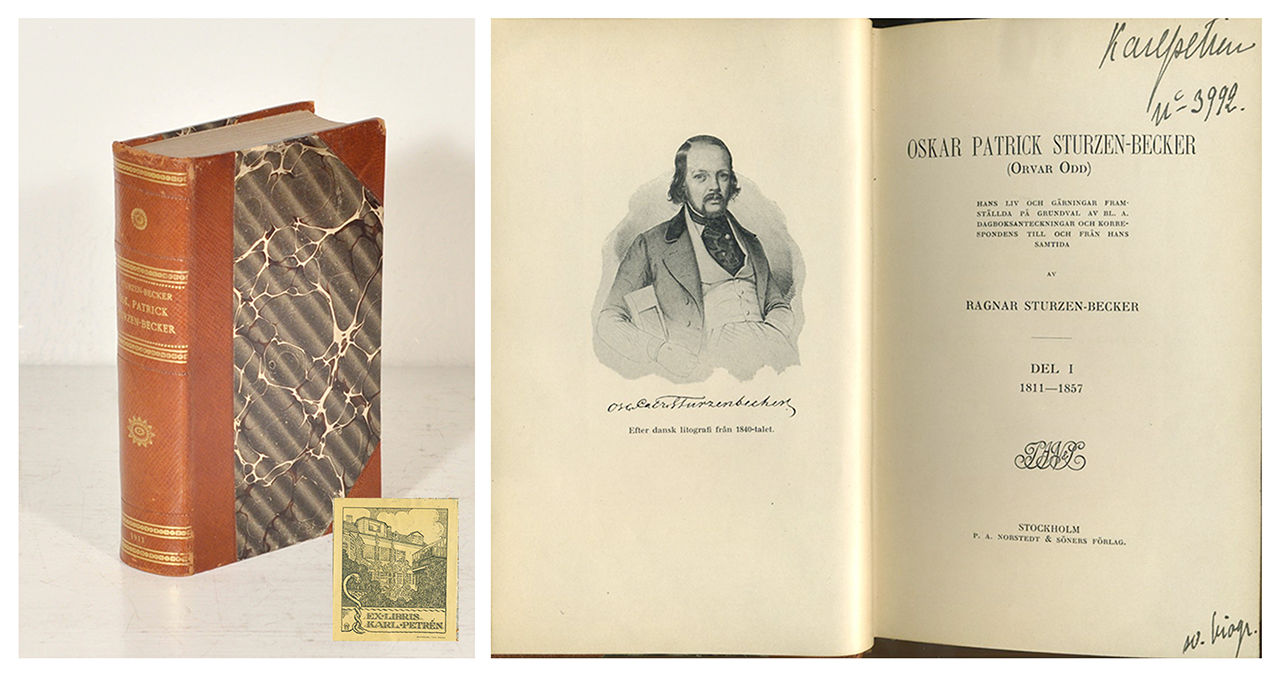 STURZEN-BECKER
PATRICK
STURZEN-BECKER
1911
EX-LIBRIS
KARL-PETRÉN
Karl Petrén
No 3992.
OSKAR PATRICK STURZEN-BECKER
(ORVAR ODD)
HANS LIV OCH GÄRNINGAR FRAM-
STÄLLDA PÅ GRUNDVAL AV BL. A.
DAGBOKSANTECKNINGAR OCH KORRE-
SPONDENS TILL OCH FRÅN HANS
SAMTIDA
AV
RAGNAR STURZEN-BECKER
DEL I
1811—1857
STOCKHOLM
P. A. NORSTEDT & SÖNERS FÖRLAG.
sv. biogr.
Sturzenbecker
Efter dansk litografi från 1840-talet.